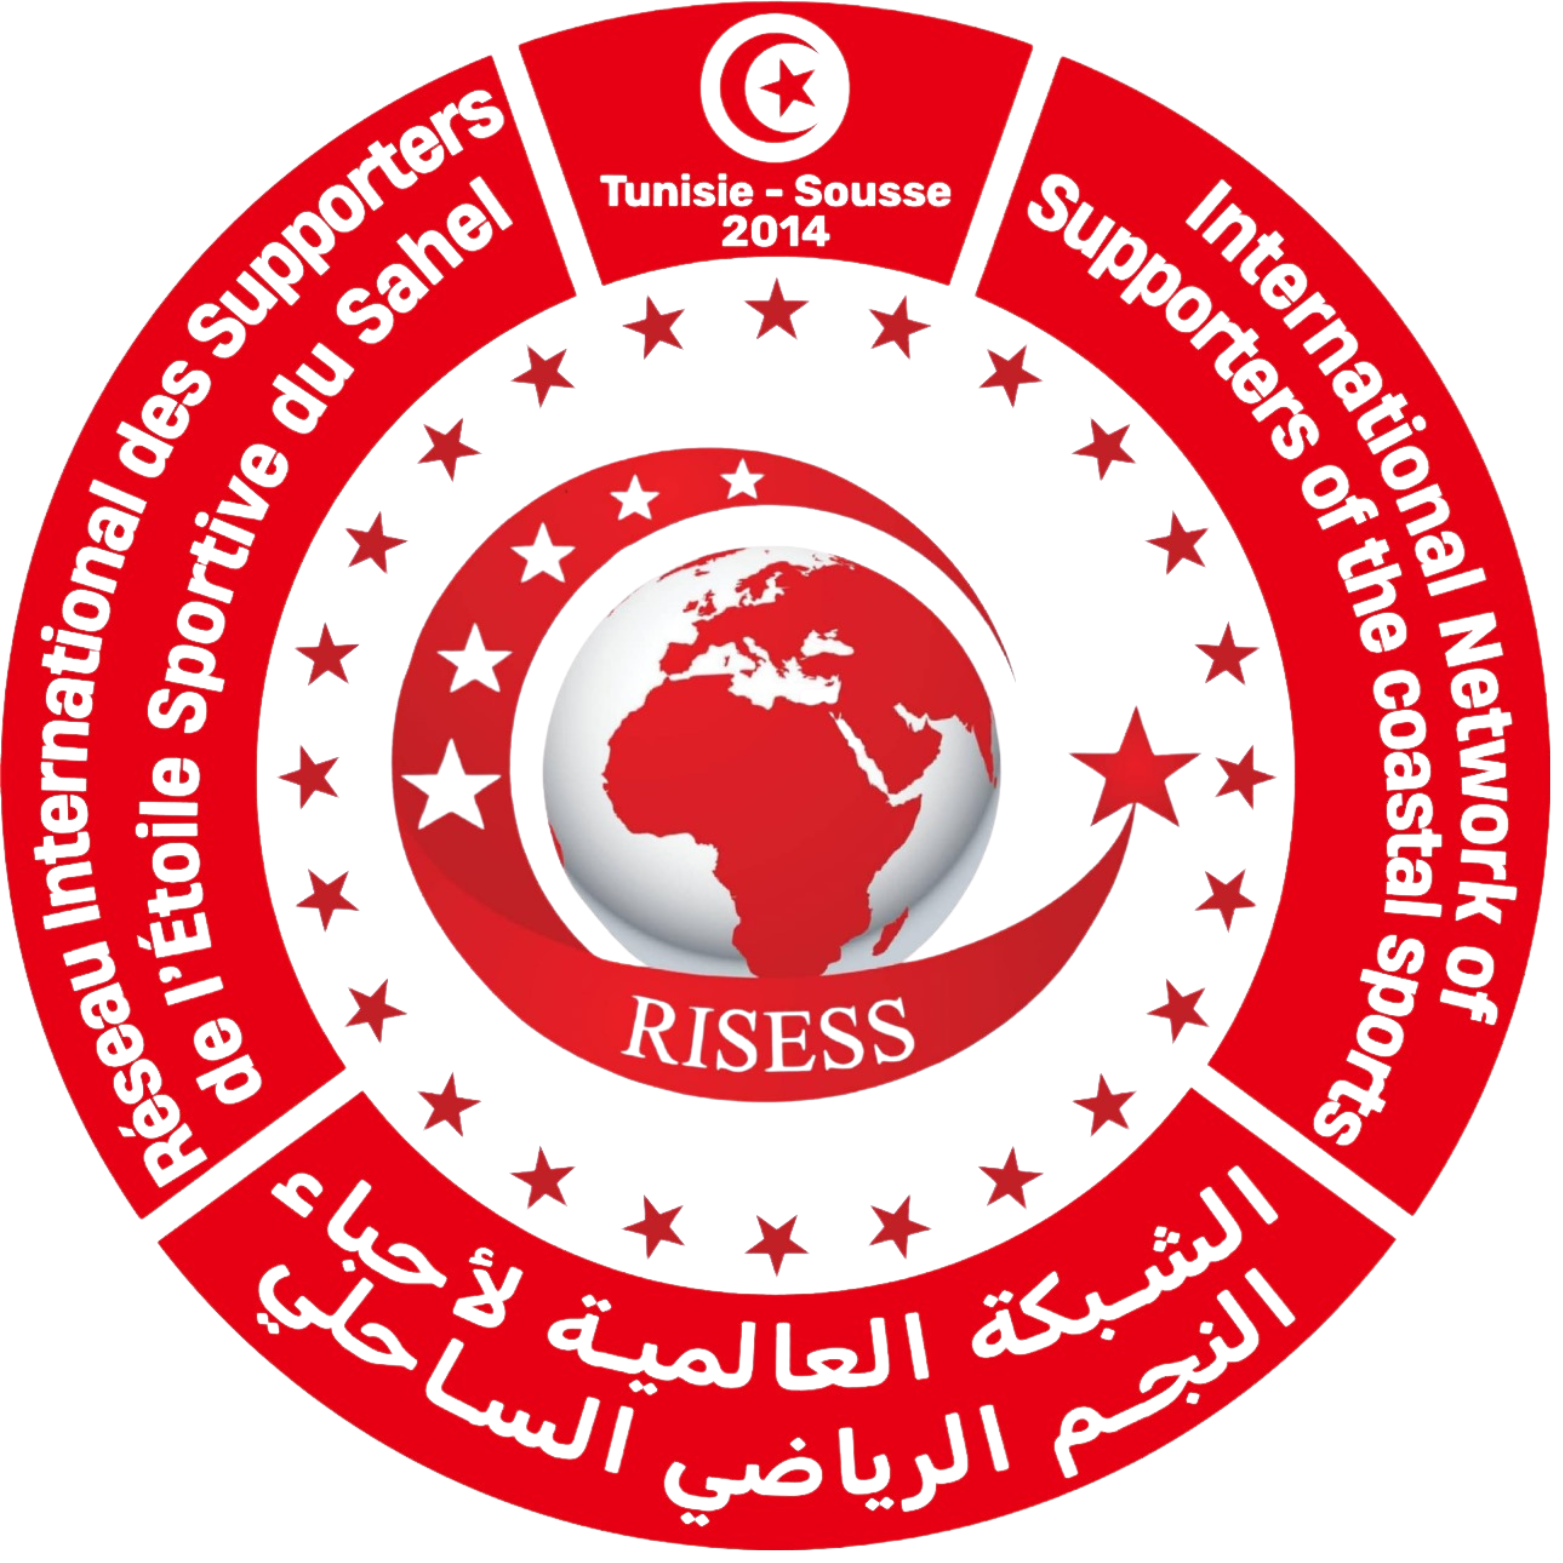 Tunisie - Sousse
2014
Réseau International des Supporters
de l'Étoile Sportive du Sahel
International Network of
Supporters of the coastal sports
RISESS
الشبكة العالمية لأحباء
النجم الرياضي الساحلي